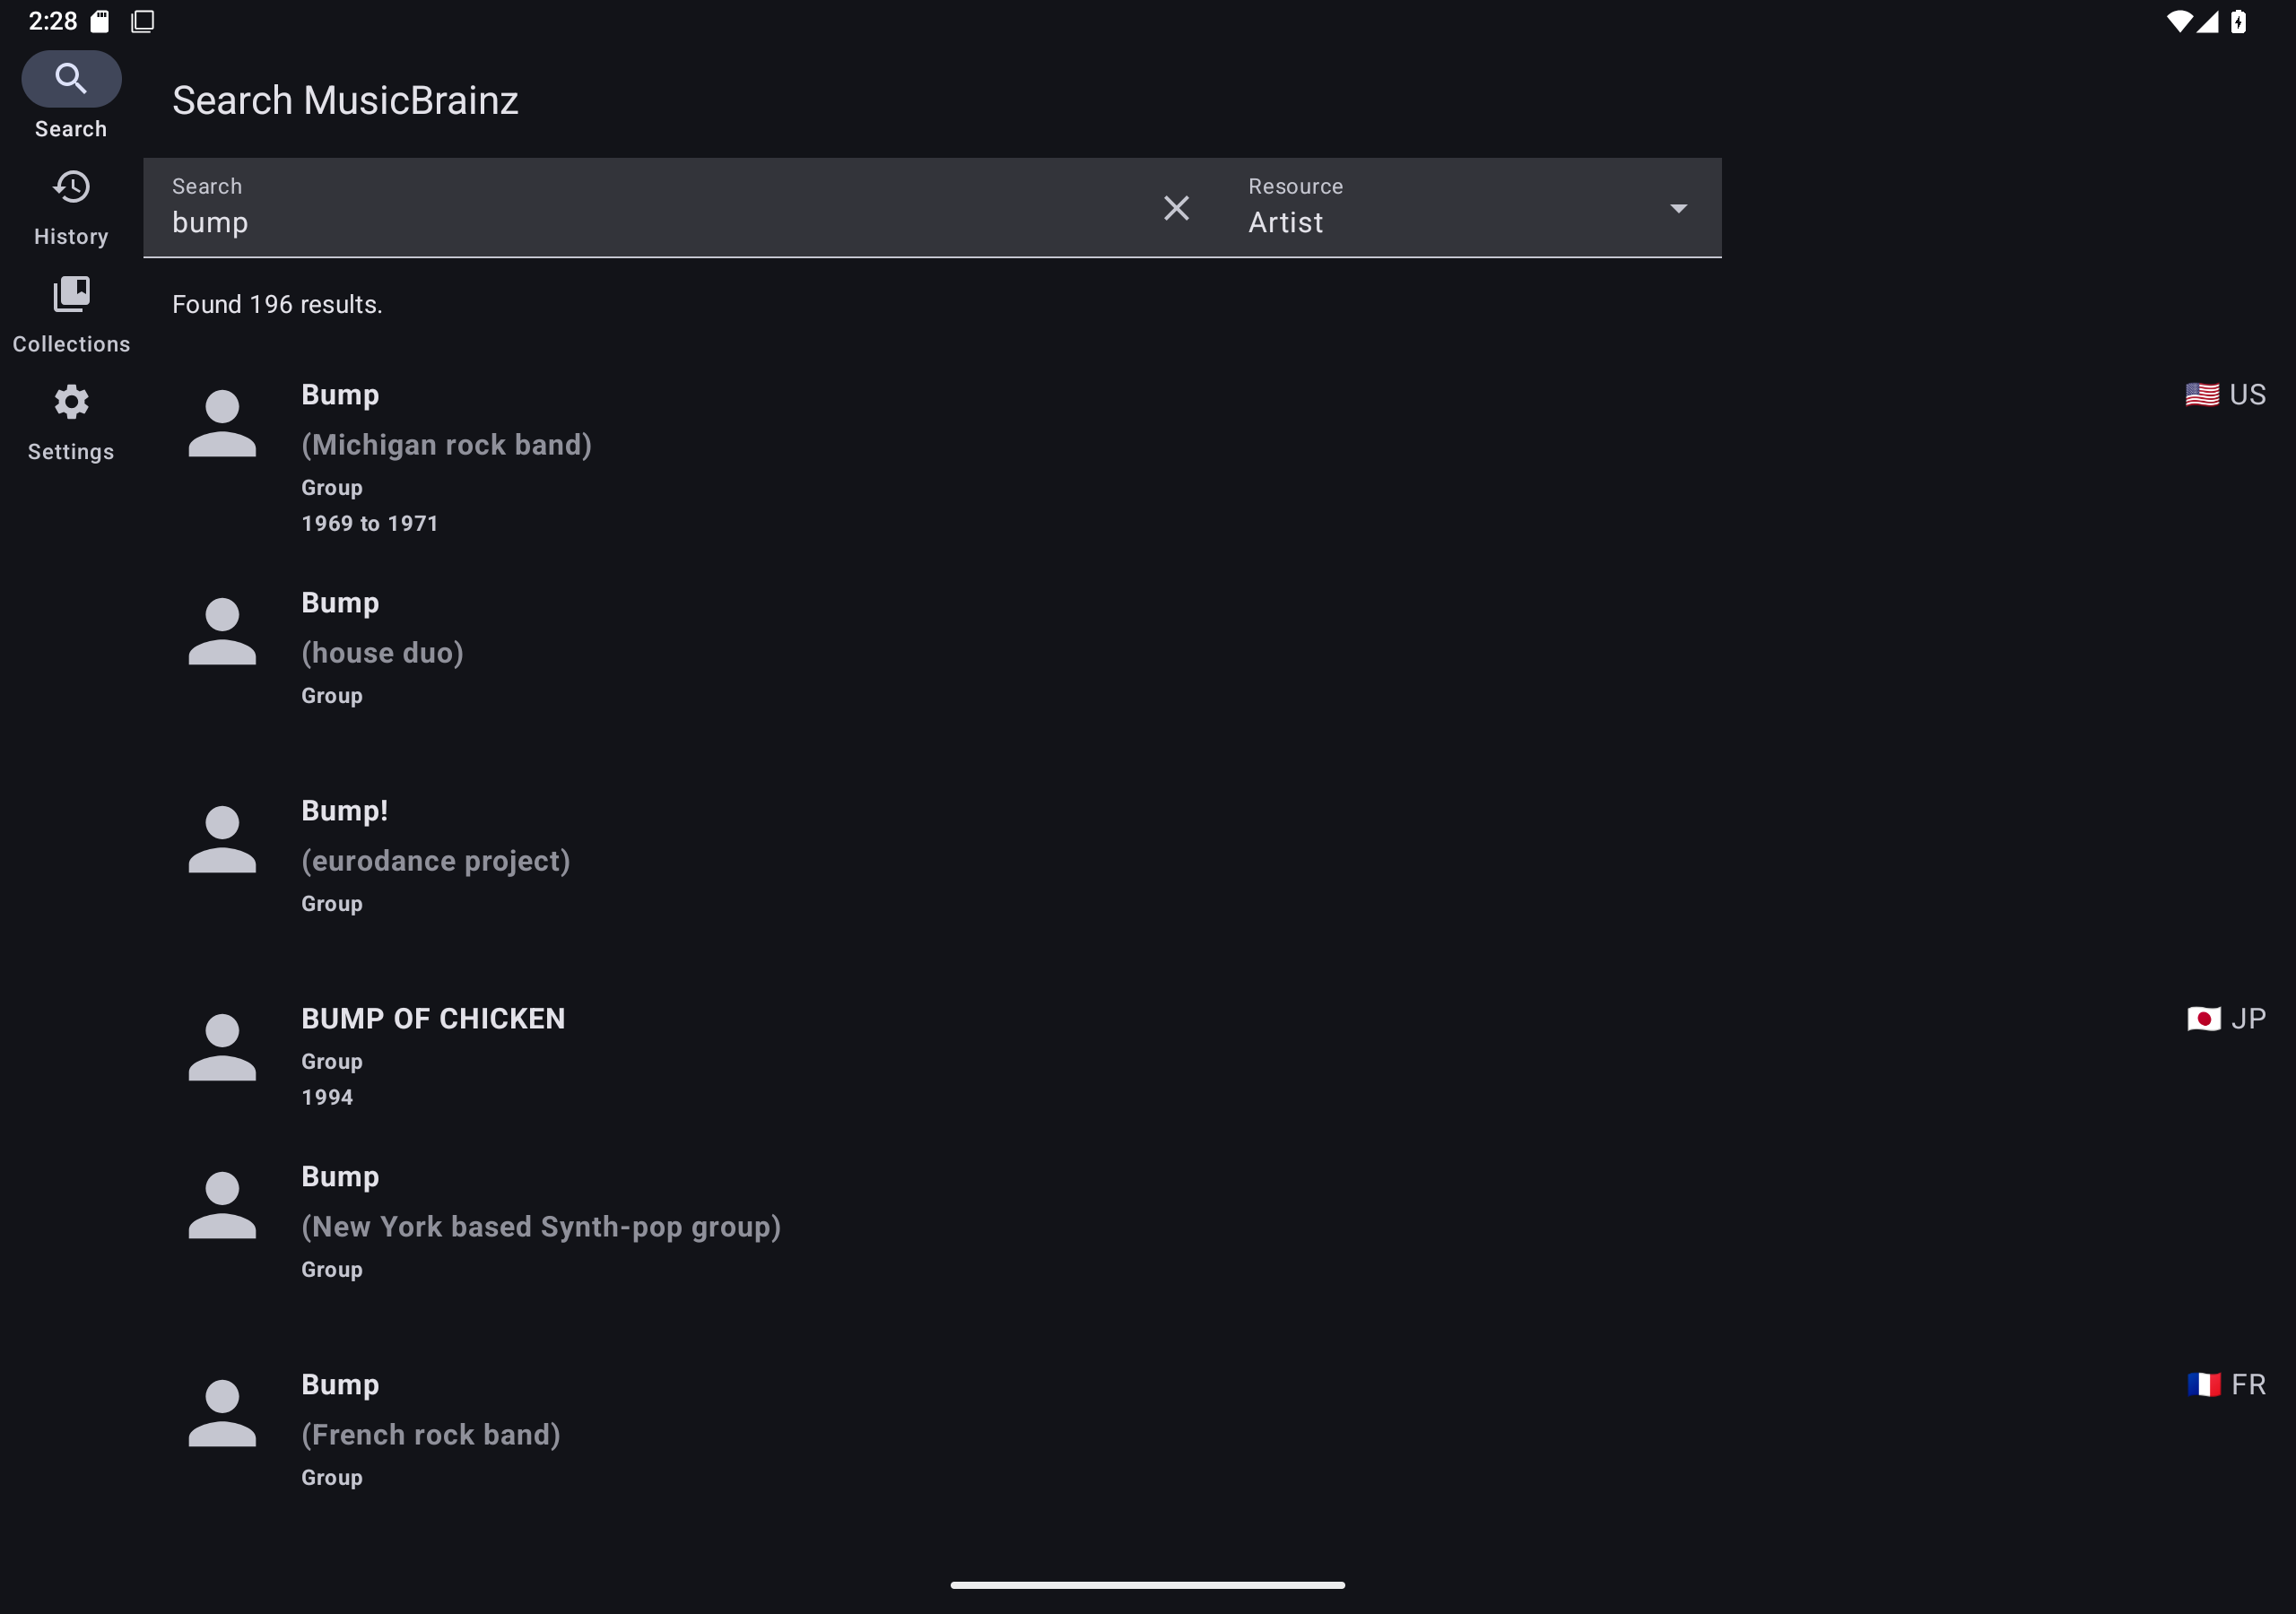 2:28
Search
History
Collections
Settings
Search MusicBrainz
Search
bump
Resource
Artist
Found 196 results.
Bump
🇺🇸 US
(Michigan rock band)
Group
1969 to 1971
Bump
(house duo)
Group
Bump!
(eurodance project)
Group
BUMP OF CHICKEN
🇯🇵 JP
Group
1994
Bump
(New York based Synth-pop group)
Group
Bump
🇫🇷 FR
(French rock band)
Group